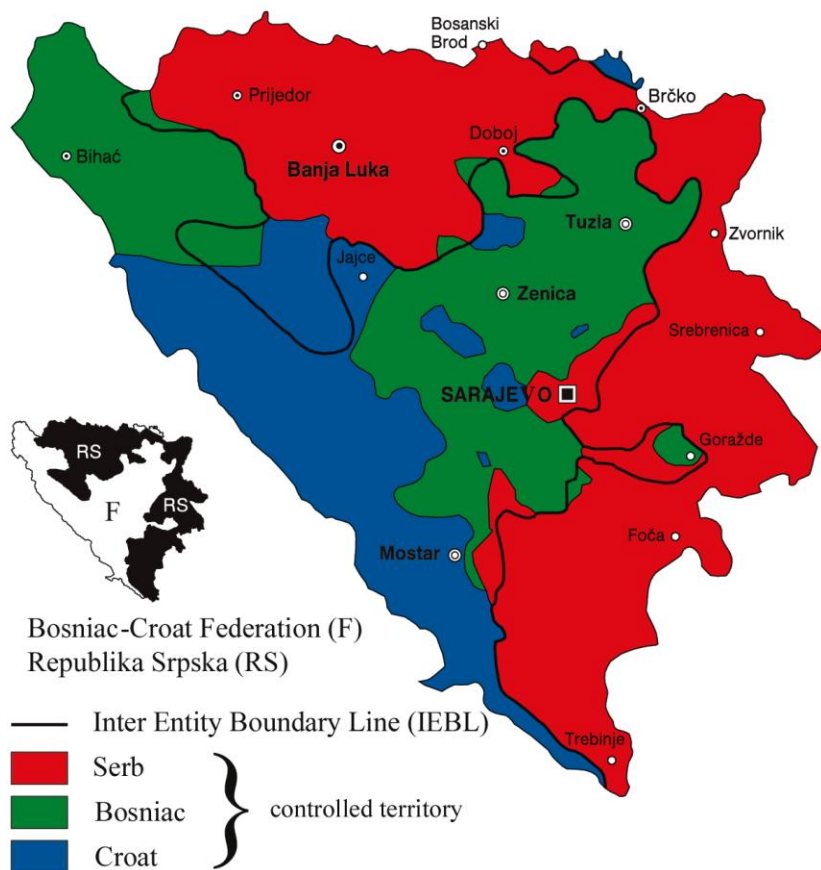 Bosanski
Brod
Prijedor
Brčko
Doboj
Bihać
Banja Luka
Tuzla
Zvornik
Jajce
Zenica
Srebrenica
SARAJEVO
Goražde
RS
RS
F
Foča
Mostar
Bosniac-Croat Federation (F)
Republika Srpska (RS)
Inter Entity Boundary Line (IEBL)
Trebinje
Serb
Bosniac
controlled territory
Croat